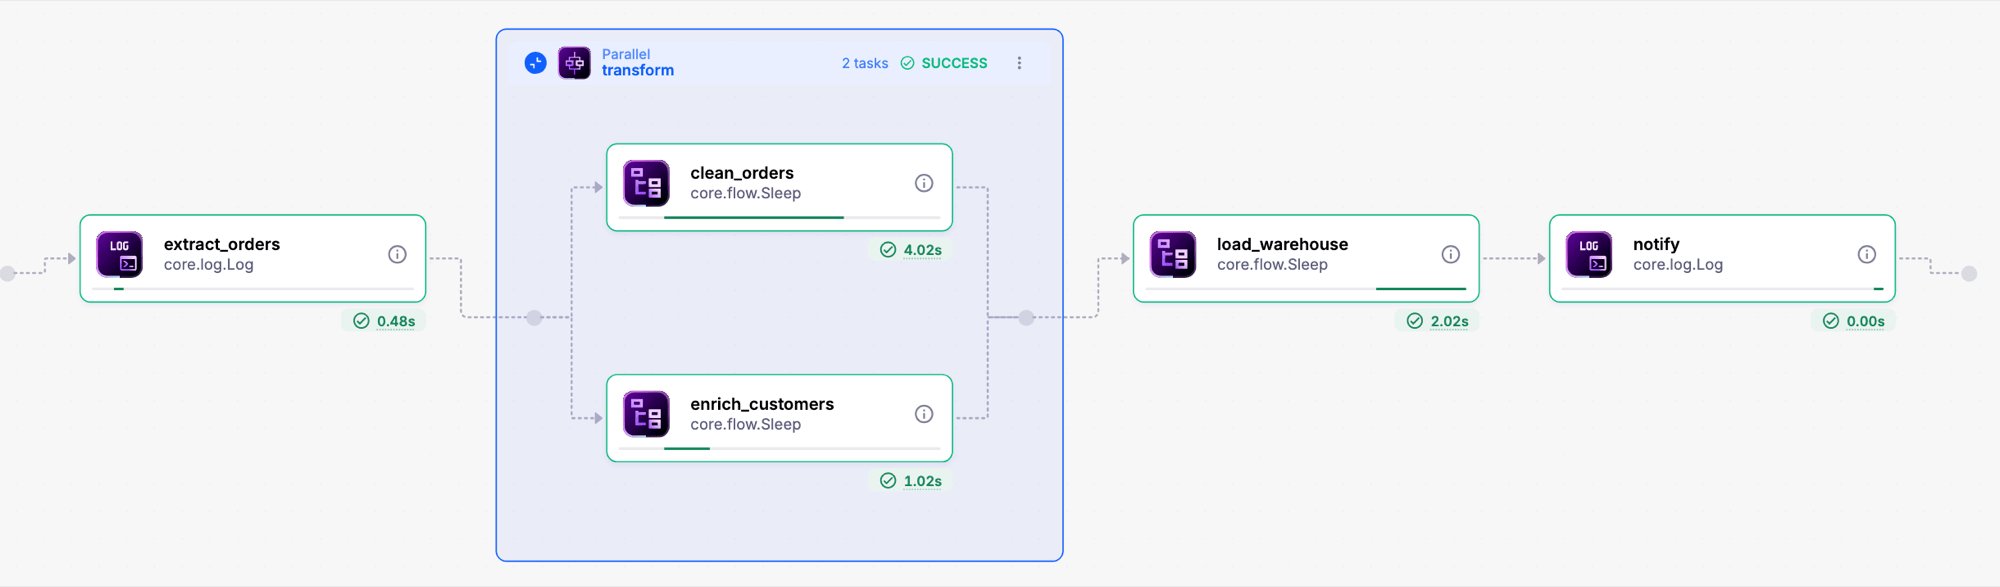 LOG
extract_orders
core.log.Log
0.48s
Parallel
transform
2 tasks
SUCCESS
clean_orders
core.flow.Sleep
4.02s
enrich_customers
core.flow.Sleep
1.02s
load_warehouse
core.flow.Sleep
2.02s
LOG
notify
core.log.Log
0.00s